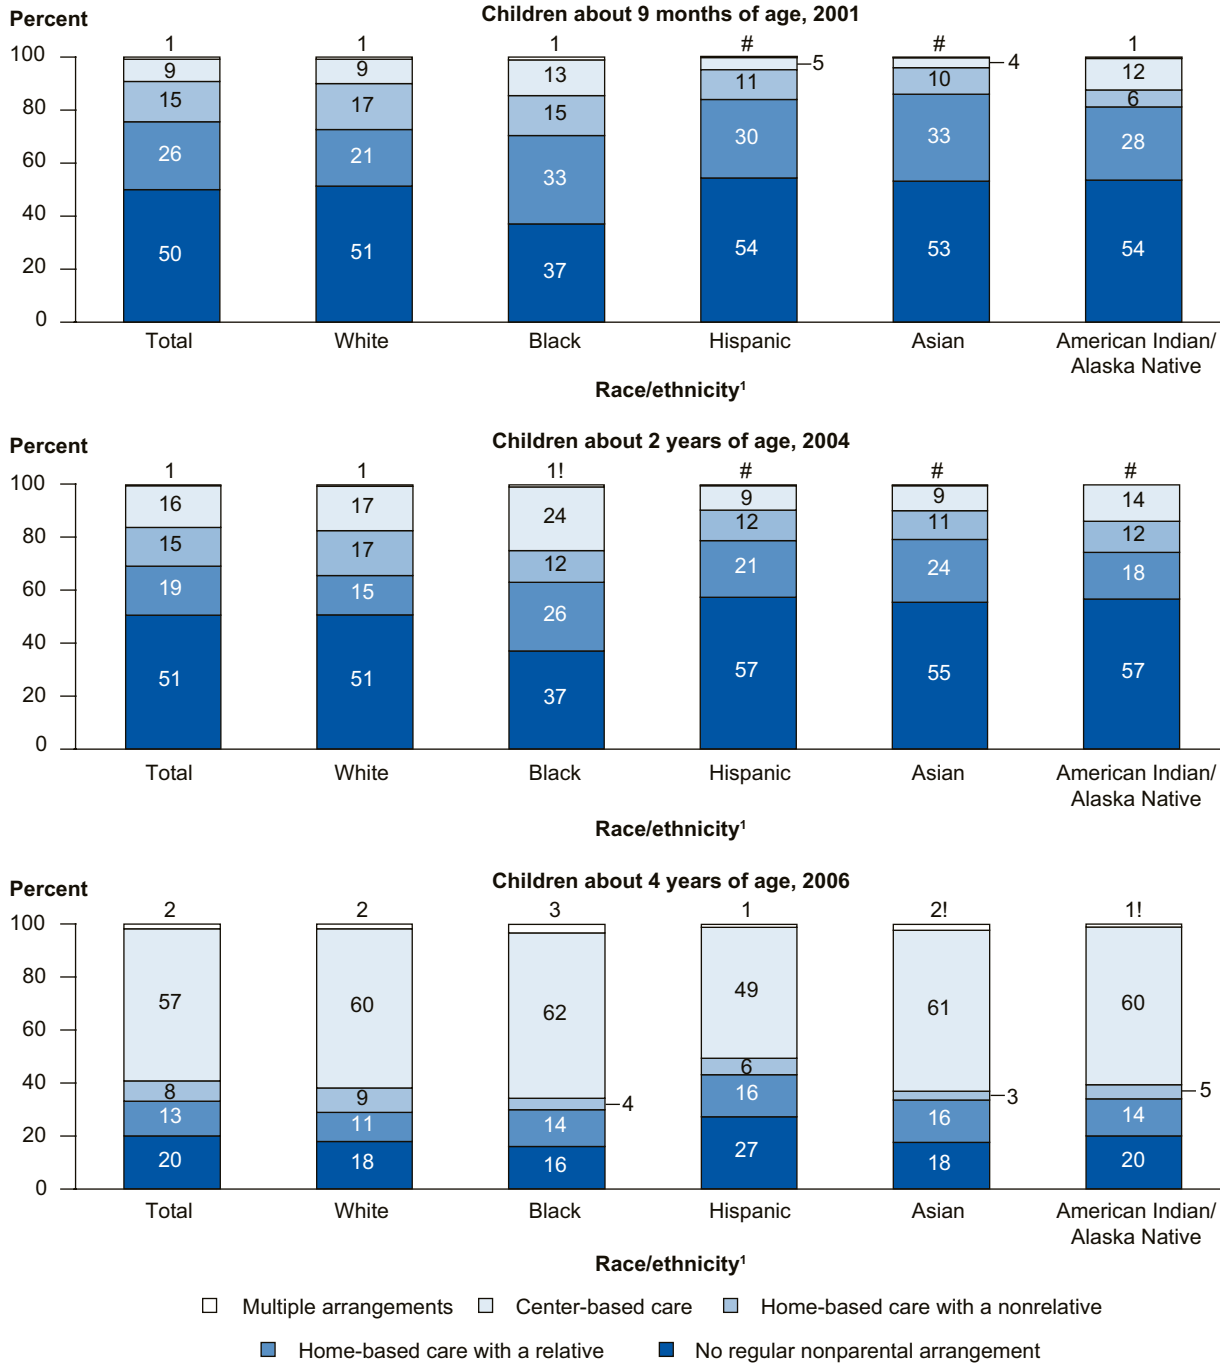 Children about 9 months of age, 2001
Percent
1 1 1 # # 1
100
80
60
40
20
0
9 9 13 5 4 12
15 17 15 11 10 6
26 21 33 30 33 28
50 51 37 54 53 54
Total White Black Hispanic Asian American Indian/
Alaska Native
Race/ethnicity¹
Children about 2 years of age, 2004
Percent
1 1 1! # # #
100
80
60
40
20
0
16 17 24 9 9 14
15 17 12 12 11 12
19 15 26 21 24 18
51 51 37 57 55 57
Total White Black Hispanic Asian American Indian/
Alaska Native
Race/ethnicity¹
Children about 4 years of age, 2006
Percent
2 2 3 1 2! 1!
100
80
60
40
20
0
57 60 62 49 61 60
8 9 4 6 3 5
13 11 14 16 16 14
20 18 16 27 18 20
Total White Black Hispanic Asian American Indian/
Alaska Native
Race/ethnicity¹
Multiple arrangements Center-based care Home-based care with a nonrelative
Home-based care with a relative No regular nonparental arrangement